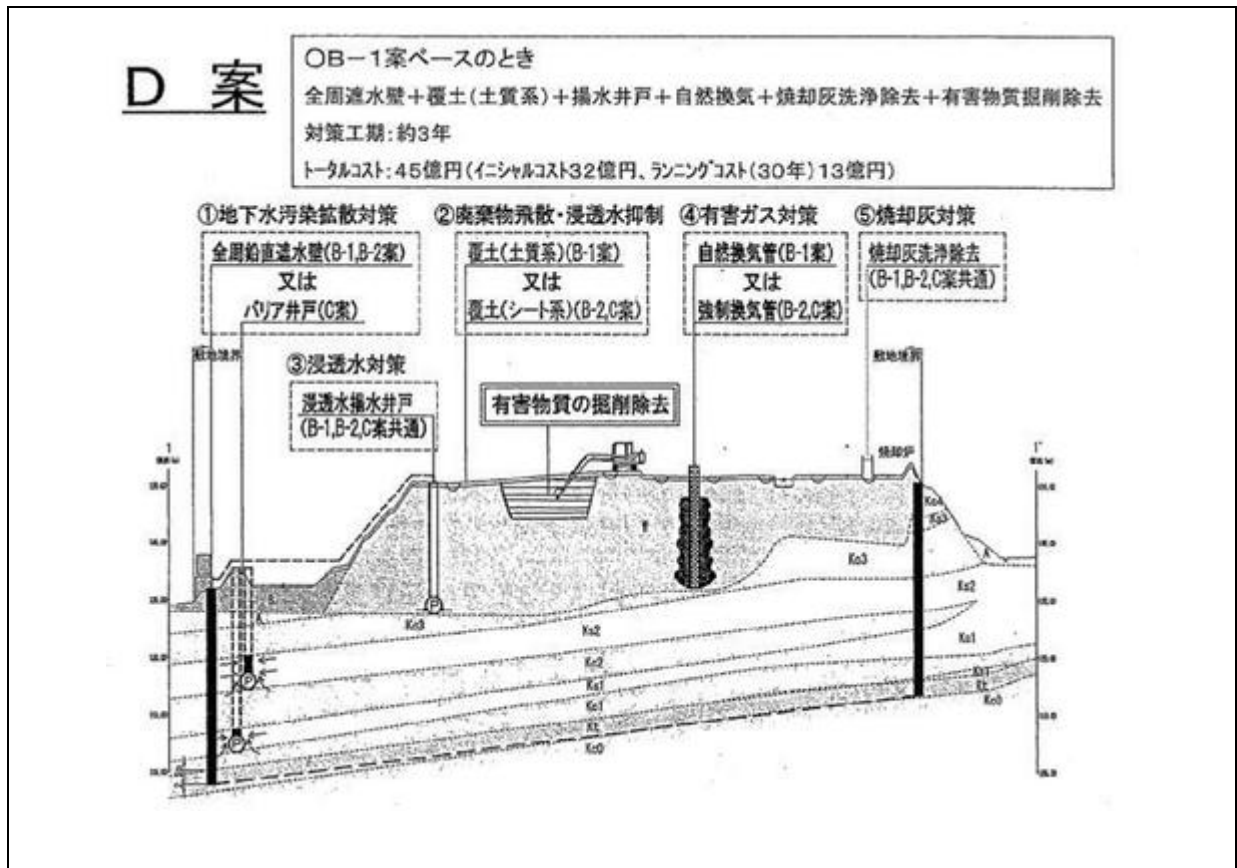 D 案
〇B-1案ベースのとき
全周遮水壁+覆土(土質系)+揚水井戸+自然換気+焼却灰洗浄除去+有害物質掘削除去
対策工期:約3年
トータルコスト:45億円(イニシャルコスト32億円、ランニングコスト(30年)13億円)
①地下水汚染拡散対策
全周鉛直遮水壁(B-1,B-2案)
又は
バリア井戸(C案)
②廃棄物飛散・浸透水抑制
覆土(土質系)(B-1案)
又は
覆土(シート系)(B-2,C案)
④有害ガス対策
自然換気管(B-1案)
又は
強制換気管(B-2,C案)
⑤焼却灰対策
焼却灰洗浄除去
(B-1,B-2,C案共通)
敷地境界
③浸透水対策
浸透水揚水井戸
(B-1,B-2,C案共通)
有害物質の掘削除去
敷地境界
焼却炉
Kc3
Ks2
Kc2
Ks1
Kc1
Kc0
P
P
P
Kc3
Ks2
Ks1
Kc0